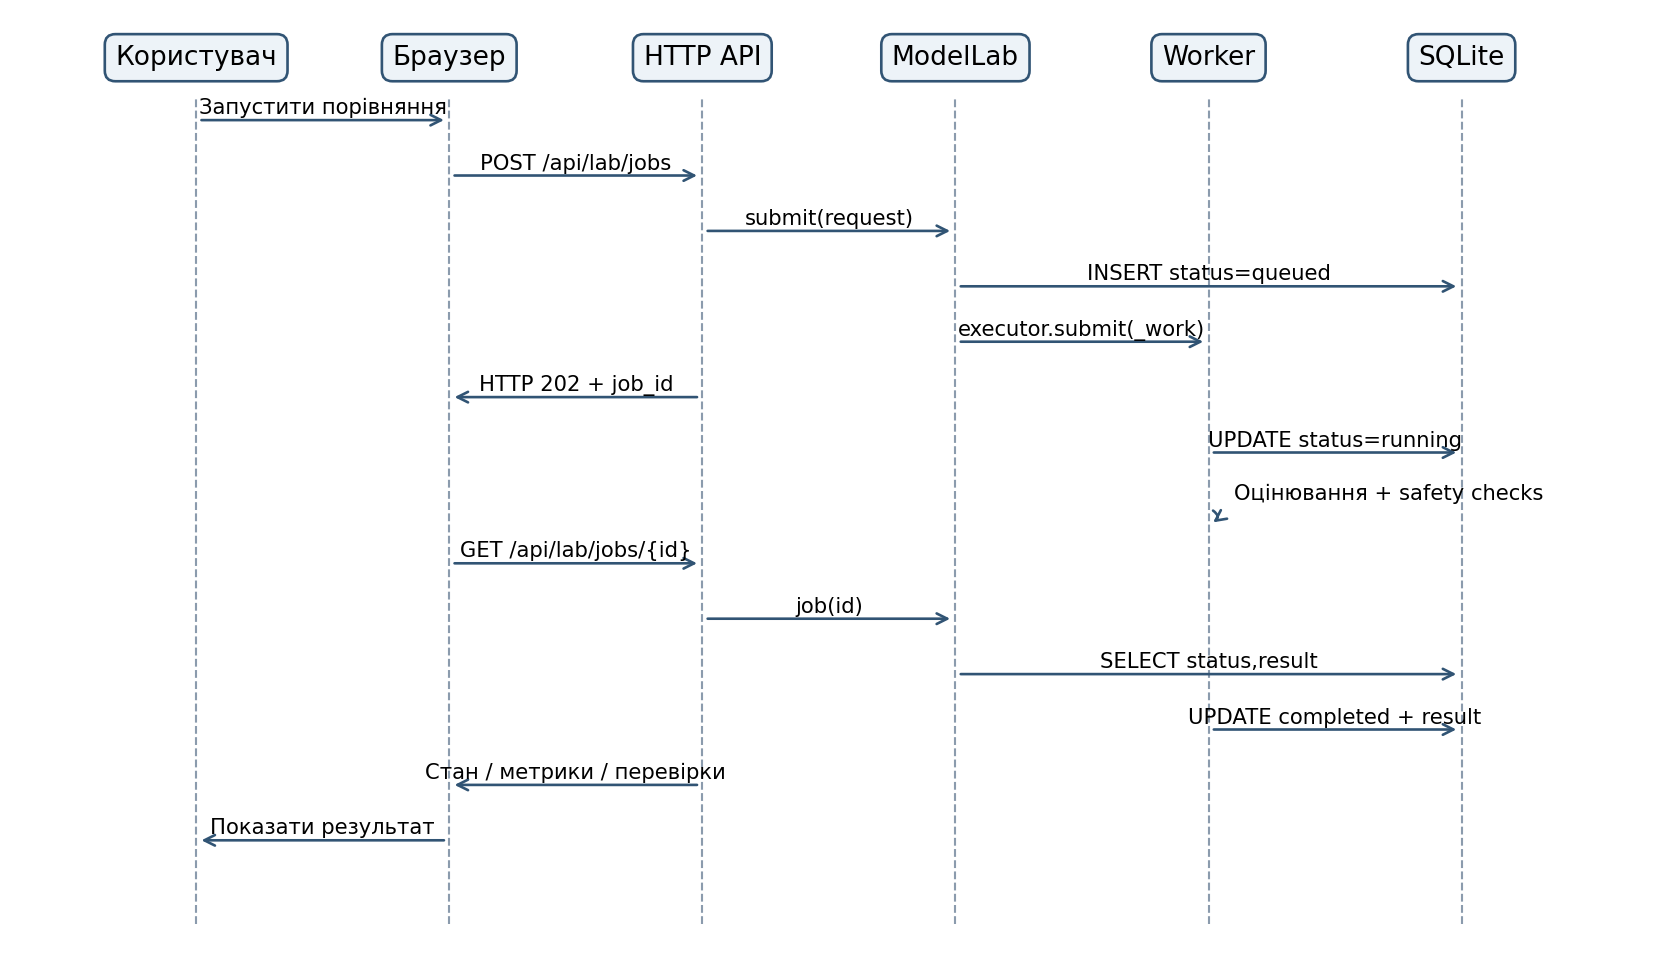 Користувач
Браузер
HTTP API
ModelLab
Worker
SQLite
Запустити порівняння
POST /api/lab/jobs
submit(request)
INSERT status=queued
executor.submit(_work)
HTTP 202 + job_id
UPDATE status=running
Оцінювання + safety checks
GET /api/lab/jobs/{id}
job(id)
SELECT status,result
UPDATE completed + result
Стан / метрики / перевірки
Показати результат